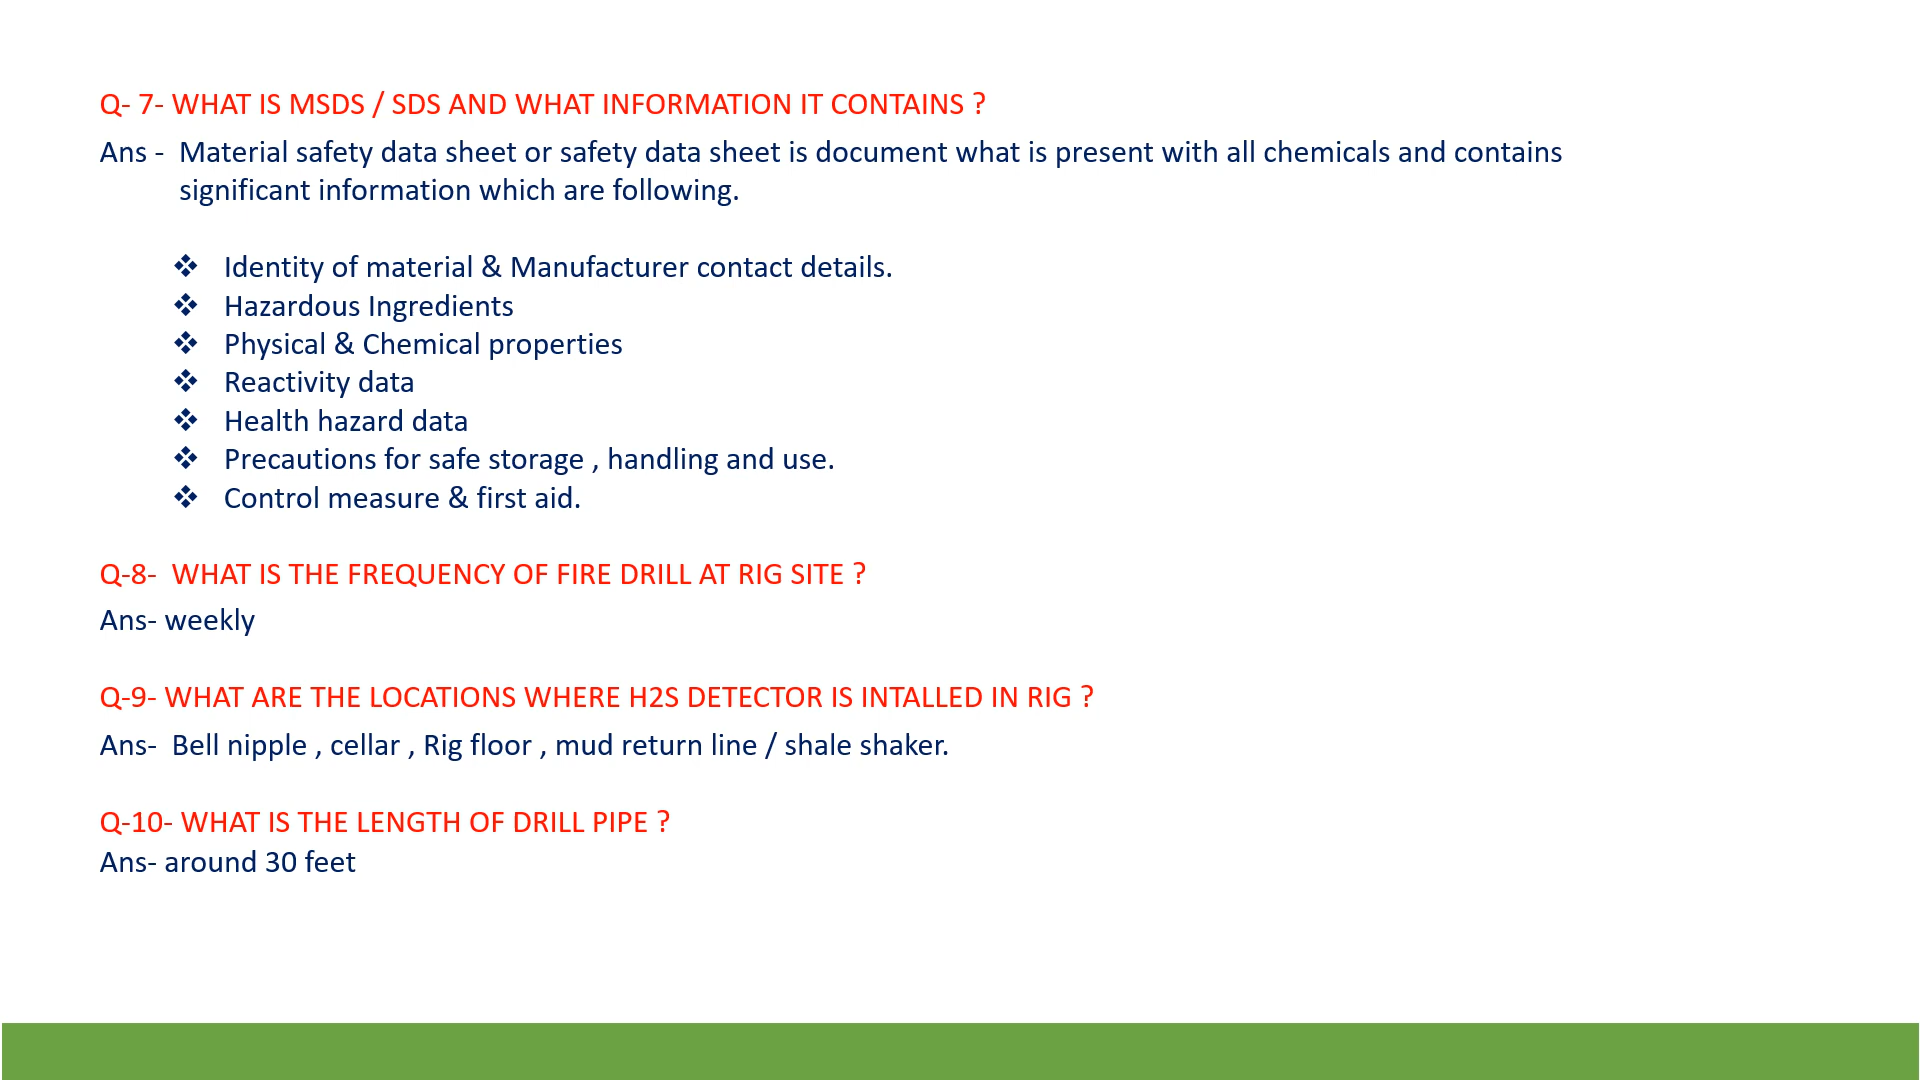 Q- 7- WHAT IS MSDS / SDS AND WHAT INFORMATION IT CONTAINS ?
Ans - Material safety data sheet or safety data sheet is document what is present with all chemicals and contains
significant information which are following.
❖ Identity of material & Manufacturer contact details.
❖ Hazardous Ingredients
❖ Physical & Chemical properties
❖ Reactivity data
❖ Health hazard data
❖ Precautions for safe storage , handling and use.
❖ Control measure & first aid.
Q-8- WHAT IS THE FREQUENCY OF FIRE DRILL AT RIG SITE ?
Ans- weekly
Q-9- WHAT ARE THE LOCATIONS WHERE H2S DETECTOR IS INTALLED IN RIG ?
Ans- Bell nipple , cellar , Rig floor , mud return line / shale shaker.
Q-10- WHAT IS THE LENGTH OF DRILL PIPE ?
Ans- around 30 feet